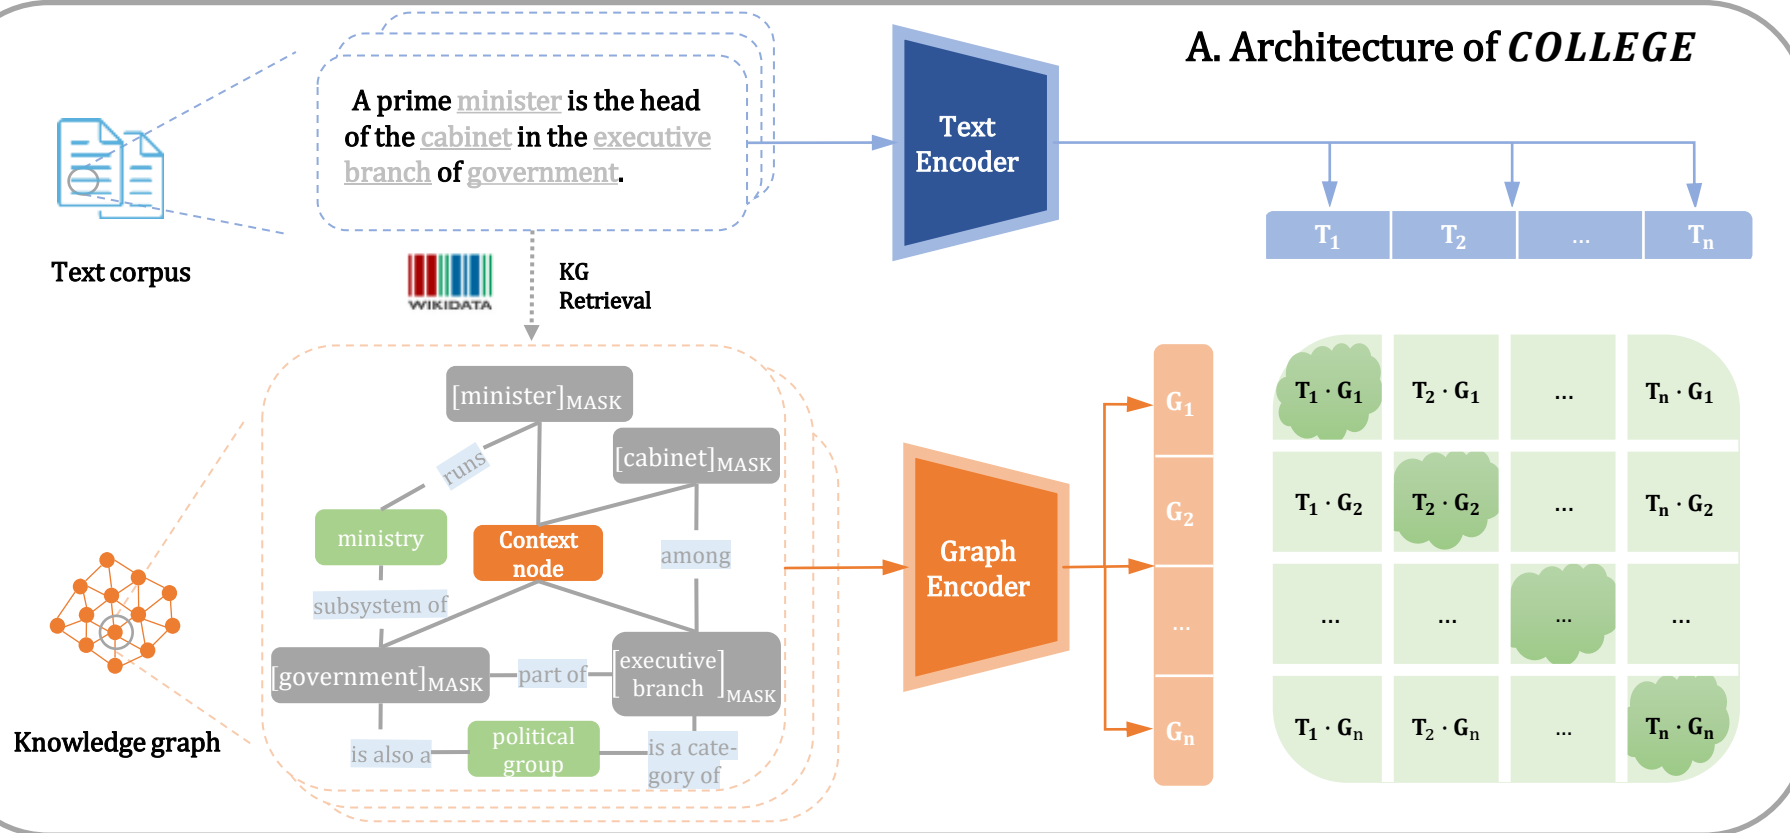 A. Architecture of COLLEGE
A prime minister is the head
of the cabinet in the executive
branch of government.
Text
Encoder
T₁ T₂ ... Tₙ
Text corpus
WIKIDATA
KG
Retrieval
[minister]MASK
runs
[cabinet]MASK
ministry
Context
node
among
subsystem of
[government]MASK
part of
[executive
branch]MASK
is also a
political
group
is a cate-
gory of
Knowledge graph
Graph
Encoder
G₁
G₂
...
Gₙ
T₁ · G₁ T₂ · G₁ ... Tₙ · G₁
T₁ · G₂ T₂ · G₂ ... Tₙ · G₂
... ... ... ...
T₁ · Gₙ T₂ · Gₙ ... Tₙ · Gₙ